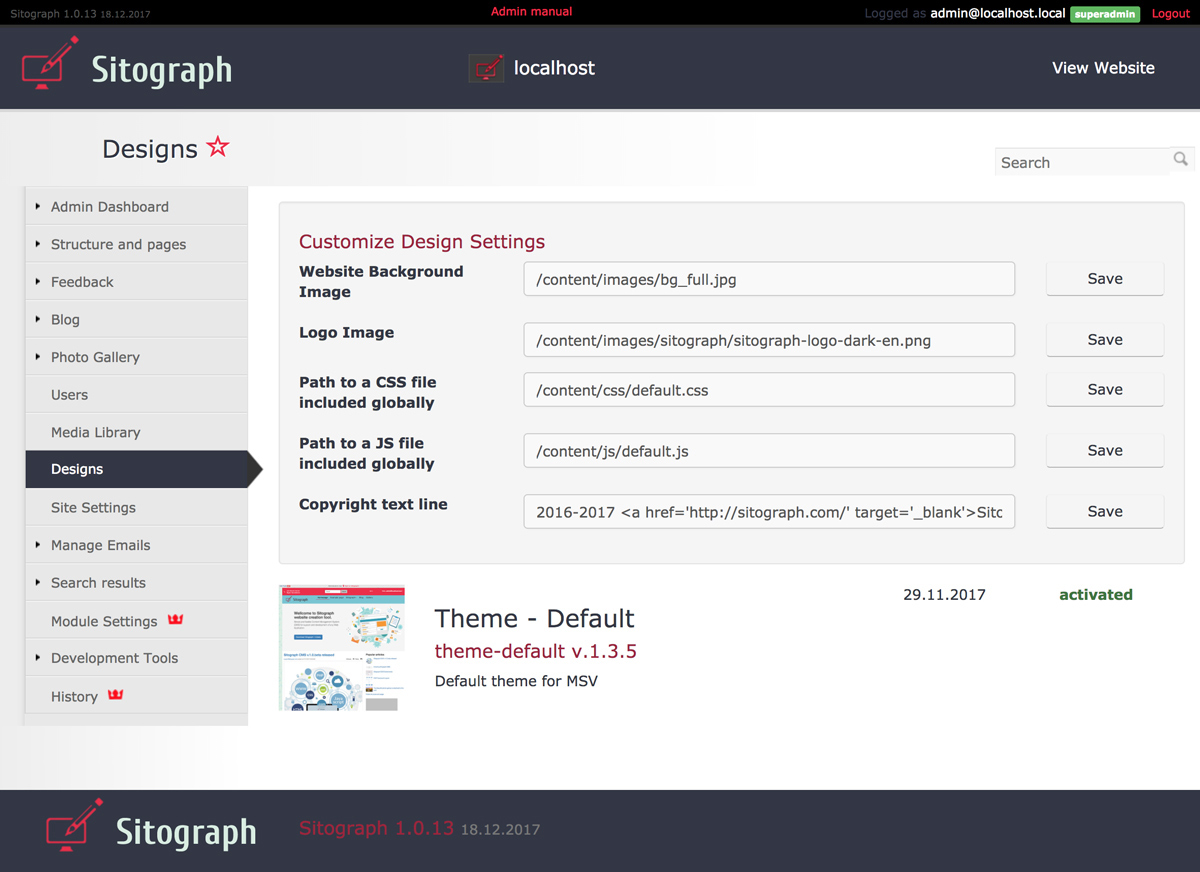 Sitograph 1.0.13 18.12.2017
Admin manual
Logged as admin@localhost.local superadmin Logout
Sitograph
localhost
View Website
Designs
Search
Admin Dashboard
Structure and pages
Feedback
Blog
Photo Gallery
Users
Media Library
Designs
Site Settings
Manage Emails
Search results
Module Settings
Development Tools
History
Customize Design Settings
Website Background
Image
/content/images/bg_full.jpg
Save
Logo Image
/content/images/sitograph/sitograph-logo-dark-en.png
Save
Path to a CSS file
included globally
/content/css/default.css
Save
Path to a JS file
included globally
/content/js/default.js
Save
Copyright text line
2016-2017 <a href='http://sitograph.com/' target='_blank'>Sitc
Save
Welcome to Sitograph
website creation tool.
Theme - Default
theme-default v.1.3.5
Default theme for MSV
29.11.2017
activated
Sitograph
Sitograph 1.0.13 18.12.2017